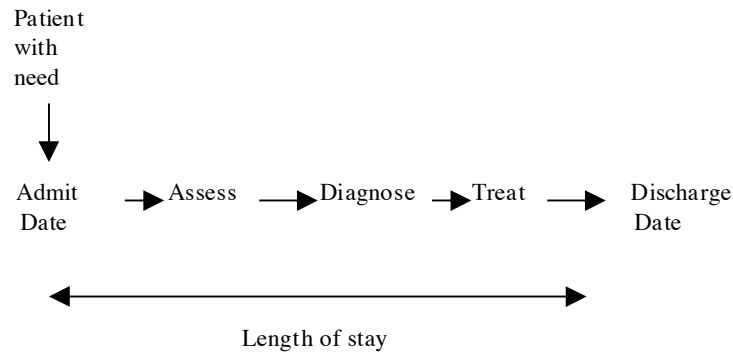 Patient
with
need
Admit
Date
Assess
Diagnose
Treat
Discharge
Date
Length of stay